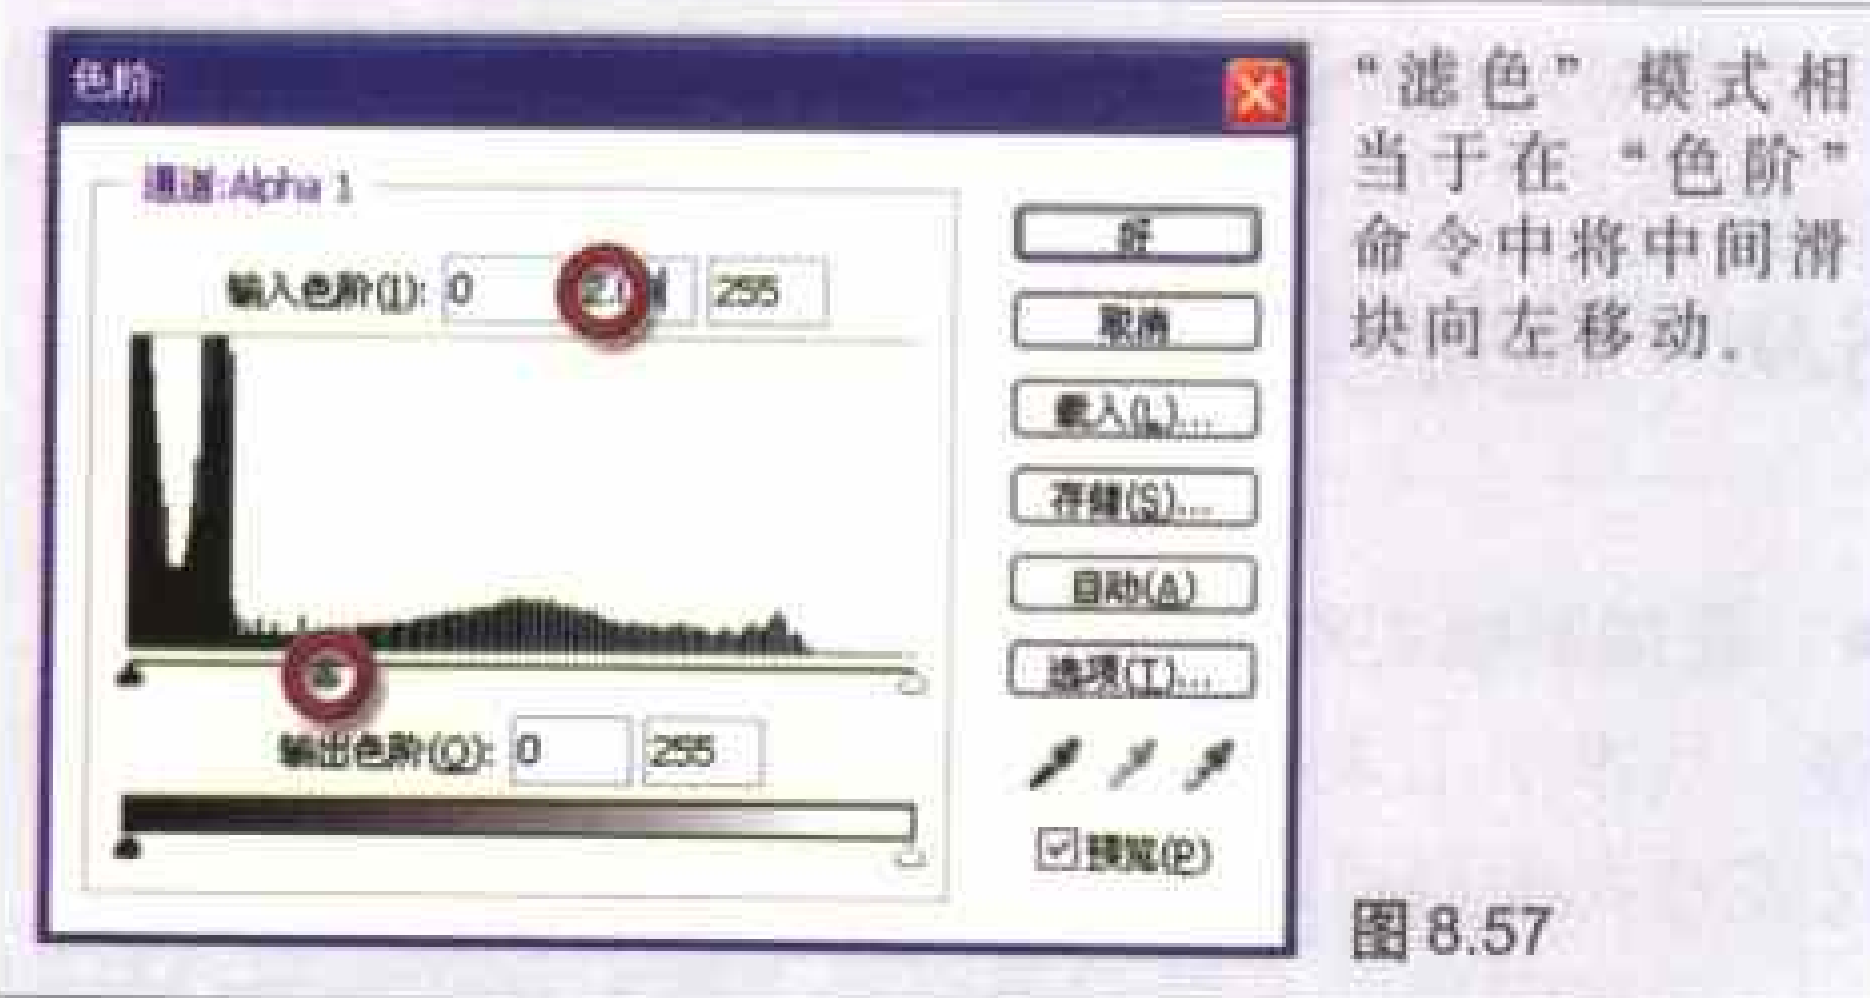 色阶
通道:Alpha 1
输入色阶(I): 0 255
输出色阶(O): 0 255
好
取消
载入(L)...
存储(S)...
自动(A)
选项(T)...
预览(P)
“滤色” 模式相
当于在 “色阶”
命令中将中间滑
块向左移动。
图 8.57